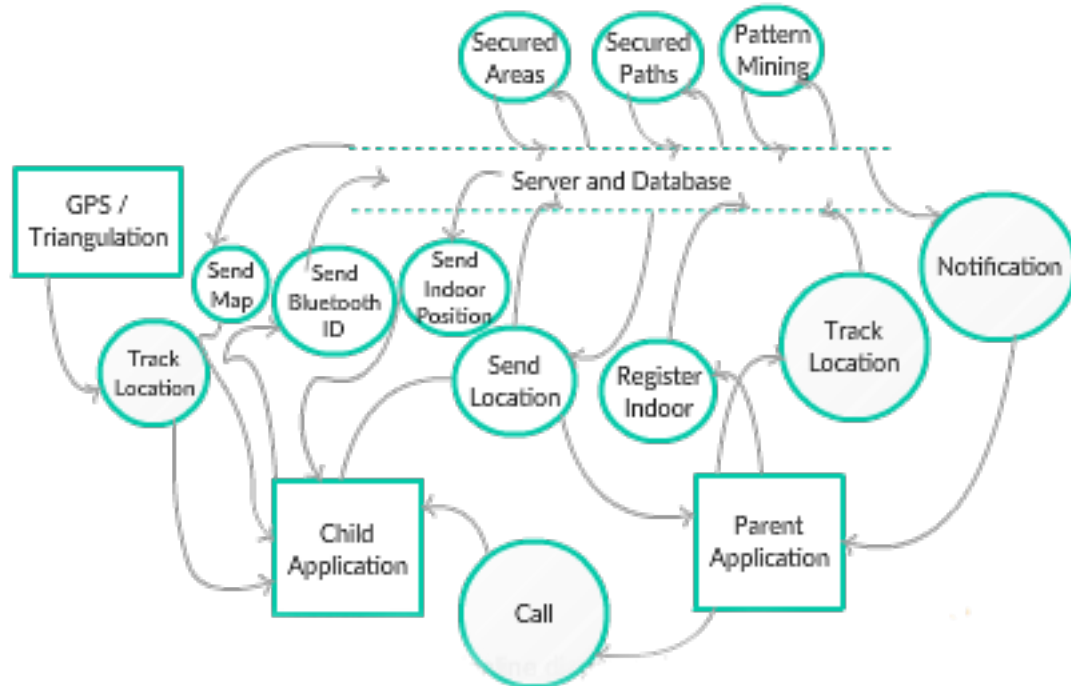 Secured
Areas
Secured
Paths
Pattern
Mining
Server and Database
GPS /
Triangulation
Send
Map
Send
Bluetooth
ID
Send
Indoor
Position
Notification
Track
Location
Send
Location
Register
Indoor
Track
Location
Child
Application
Parent
Application
Call